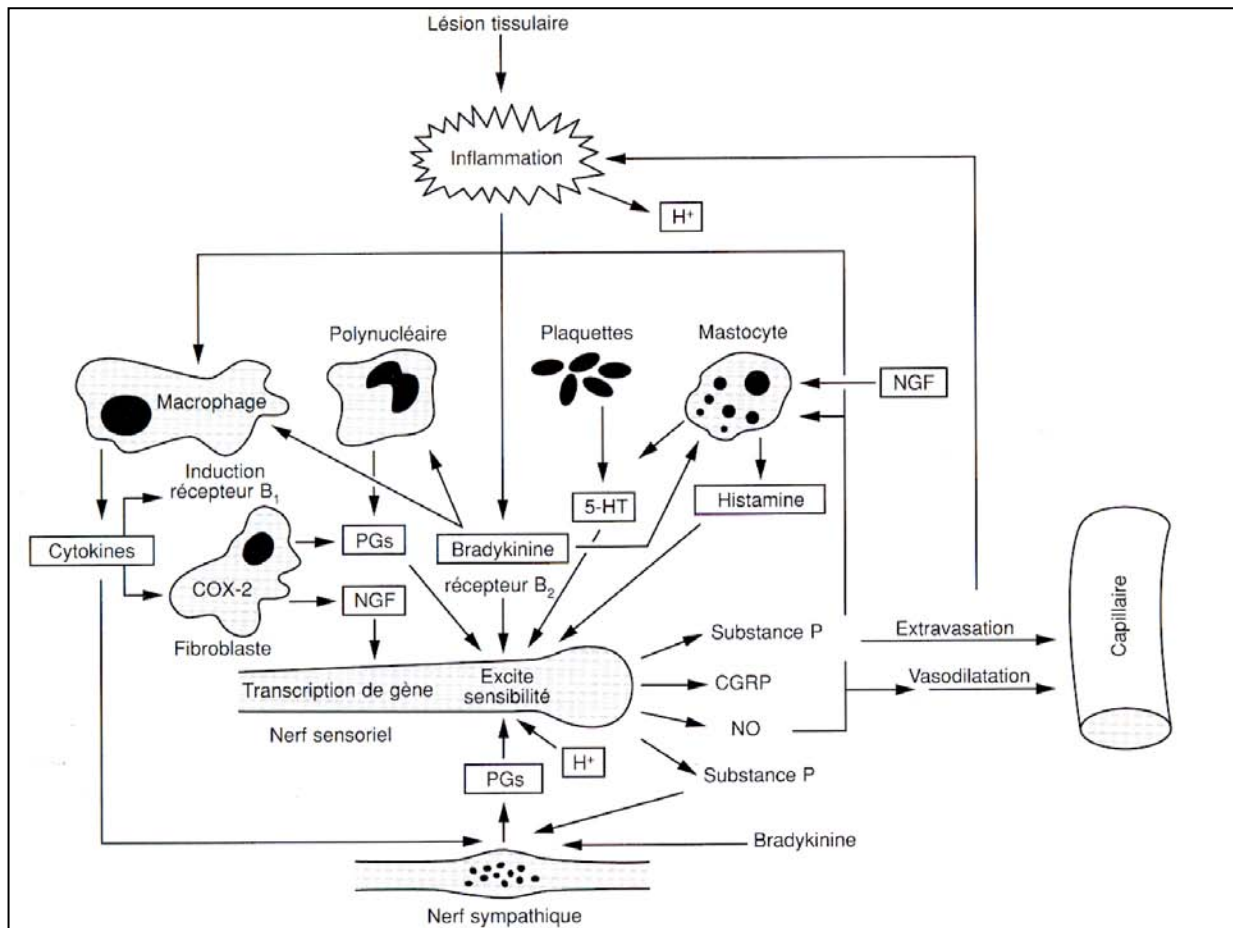 Lésion tissulaire
Inflammation
H+
Polynucléaire
Plaquettes
Mastocyte
NGF
Macrophage
Induction
récepteur B1
5-HT
Histamine
Cytokines
PGs
Bradykinine
COX-2
récepteur B2
NGF
Fibroblaste
Substance P
Extravasation
Capillaire
Transcription de gène
Excite
sensibilité
CGRP
Vasodilatation
Nerf sensoriel
NO
H+
PGs
Substance P
Bradykinine
Nerf sympathique